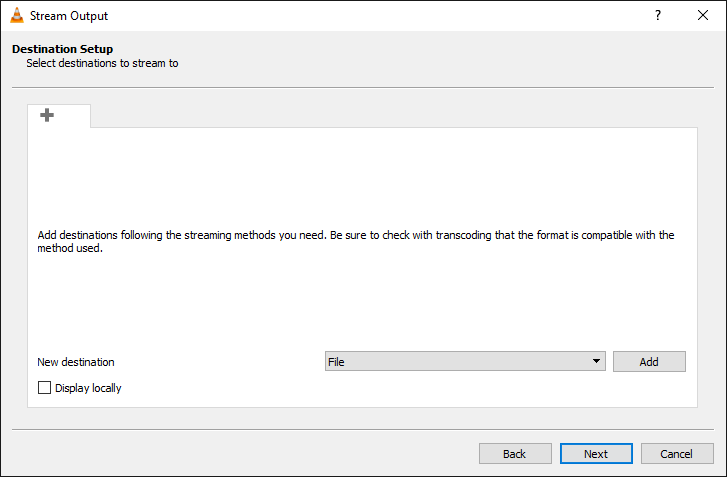 Stream Output
?
Destination Setup
Select destinations to stream to
Add destinations following the streaming methods you need. Be sure to check with transcoding that the format is compatible with the
method used.
New destination
File
Add
Display locally
Back
Next
Cancel